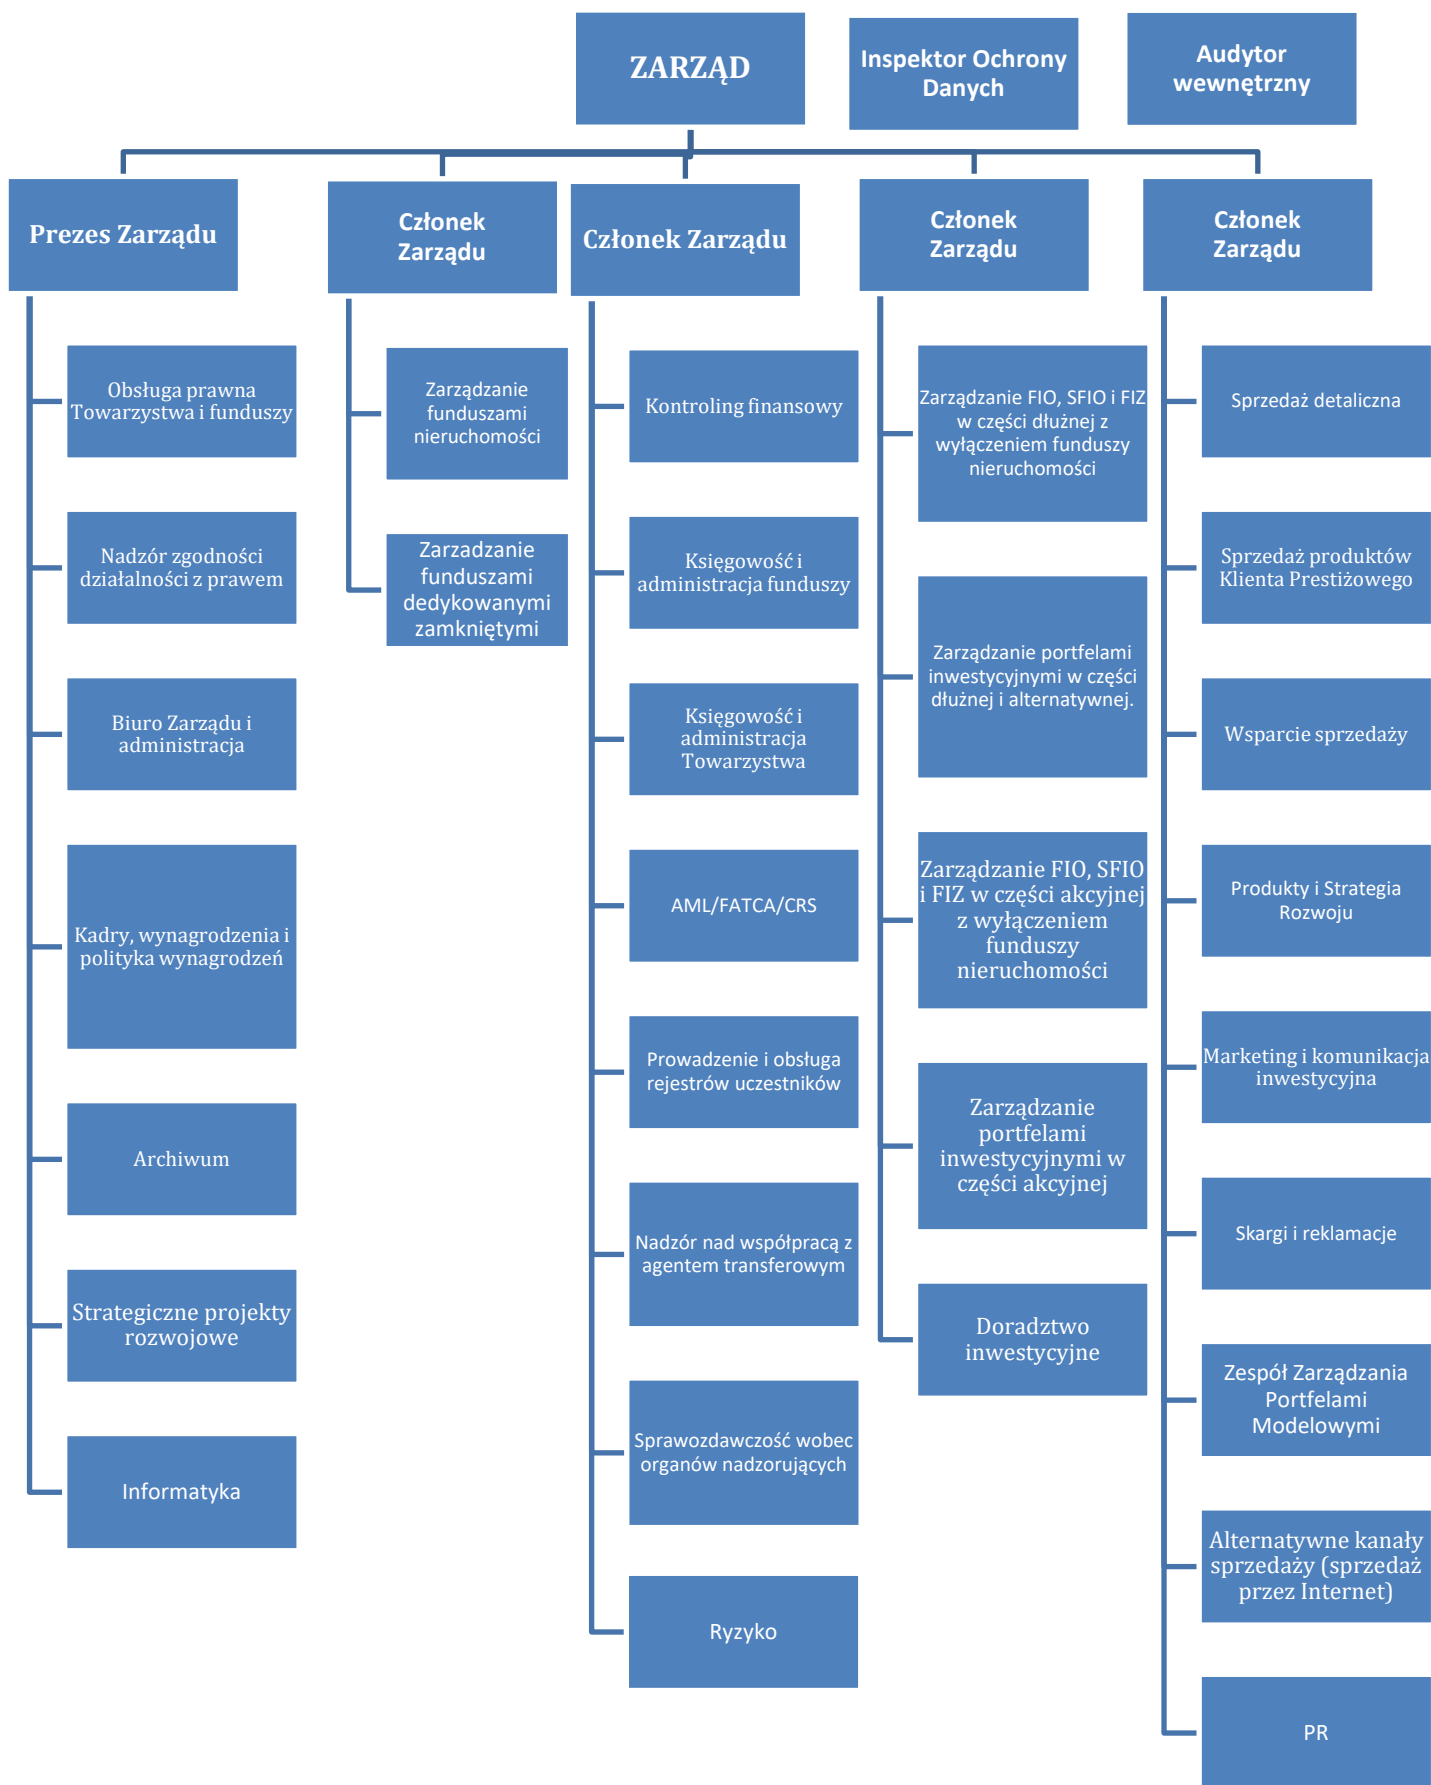 ZARZĄD
Inspektor Ochrony
Danych
Audytor
wewnętrzny
Prezes Zarządu
Obsługa prawna
Towarzystwa i funduszy
Nadzór zgodności
działalności z prawem
Biuro Zarządu i
administracja
Kadry, wynagrodzenia i
polityka wynagrodzeń
Archiwum
Strategiczne projekty
rozwojowe
Informatyka
Członek
Zarządu
Zarządzanie
funduszami
nieruchomości
Zarzadzanie
funduszami
dedykowanymi
zamkniętymi
Członek Zarządu
Kontroling finansowy
Księgowość i
administracja funduszy
Księgowość i
administracja
Towarzystwa
AML/FATCA/CRS
Prowadzenie i obsługa
rejestrów uczestników
Nadzór nad współpracą z
agentem transferowym
Sprawozdawczość wobec
organów nadzorujących
Ryzyko
Członek
Zarządu
Zarządzanie FIO, SFIO i FIZ
w części dłużnej z
wyłączeniem funduszy
nieruchomości
Zarządzanie portfelami
inwestycyjnymi w części
dłużnej i alternatywnej.
Zarządzanie FIO, SFIO
i FIZ w części akcyjnej
z wyłączeniem
funduszy
nieruchomości
Zarządzanie
portfelami
inwestycyjnymi w
części akcyjnej
Doradztwo
inwestycyjne
Członek
Zarządu
Sprzedaż detaliczna
Sprzedaż produktów
Klienta Prestiżowego
Wsparcie sprzedaży
Produkty i Strategia
Rozwoju
Marketing i komunikacja
inwestycyjna
Skargi i reklamacje
Zespół Zarządzania
Portfelami
Modelowymi
Alternatywne kanały
sprzedaży (sprzedaż
przez Internet)
PR